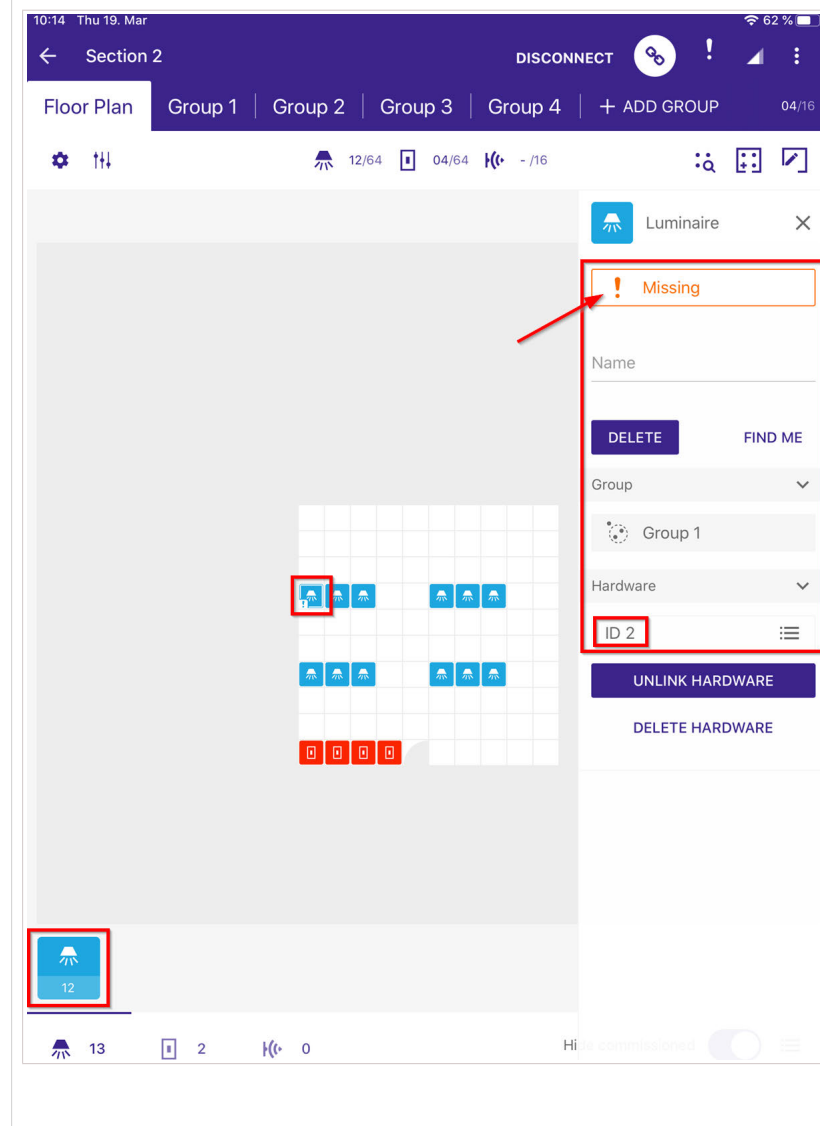 10:14 Thu 19. Mar 62 %
Section 2 DISCONNECT
Floor Plan Group 1 Group 2 Group 3 Group 4 + ADD GROUP 04/16
12/64 04/64 - /16
Luminaire
! Missing
Name
DELETE FIND ME
Group
Group 1
Hardware
ID 2
UNLINK HARDWARE
DELETE HARDWARE
12
13 2 0 Hide commissioned